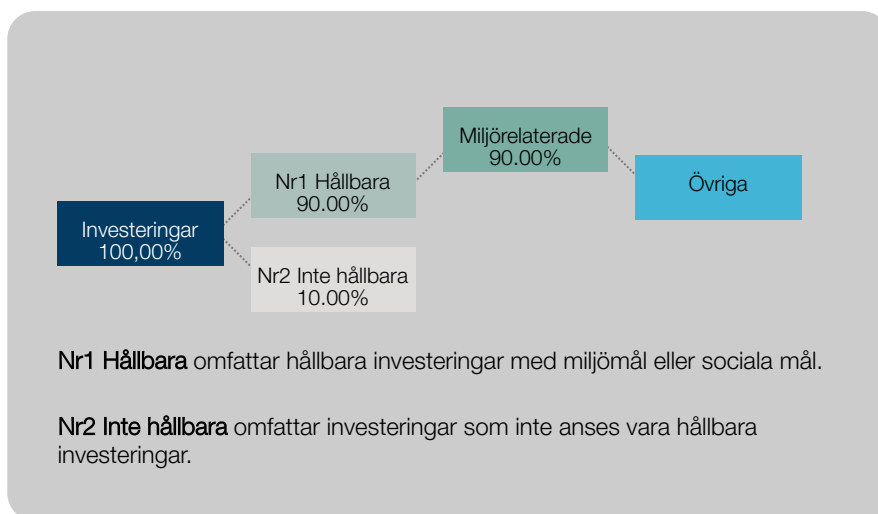 Miljörelaterade
90.00%
Nr1 Hållbara
90.00%
Övriga
Investeringar
100,00%
Nr2 Inte hållbara
10.00%
Nr1 Hållbara omfattar hållbara investeringar med miljömål eller sociala mål.
Nr2 Inte hållbara omfattar investeringar som inte anses vara hållbara
investeringar.